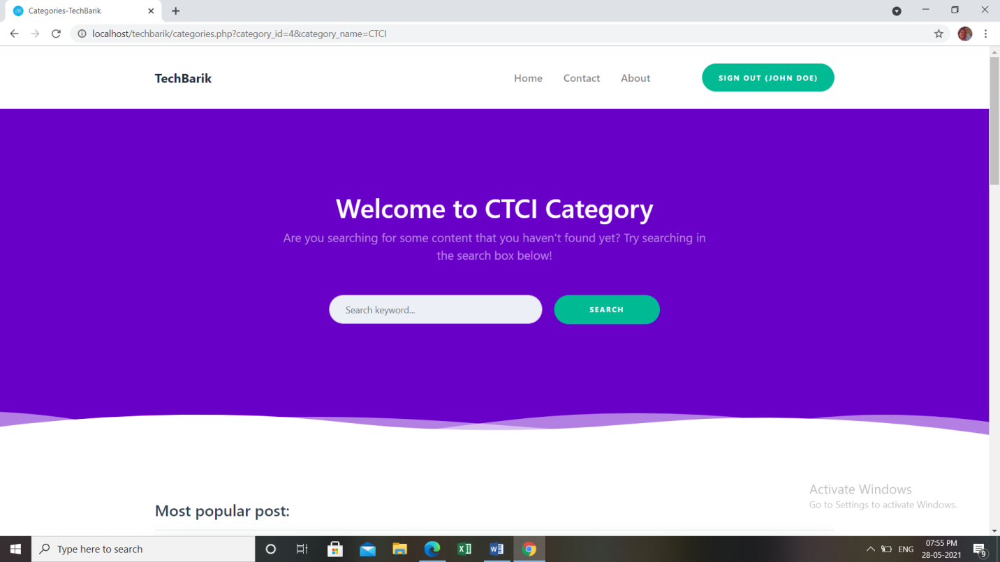 Categories-TechBarik
localhost/techbarik/categories.php?category_id=4&category_name=CTCI
TechBarik
Home
Contact
About
SIGN OUT (JOHN DOE)
Welcome to CTCI Category
Are you searching for some content that you haven't found yet? Try searching in
the search box below!
Search keyword...
SEARCH
Most popular post:
Activate Windows
Go to Settings to activate Windows.
Type here to search
ENG
07:55 PM
28-05-2021
9